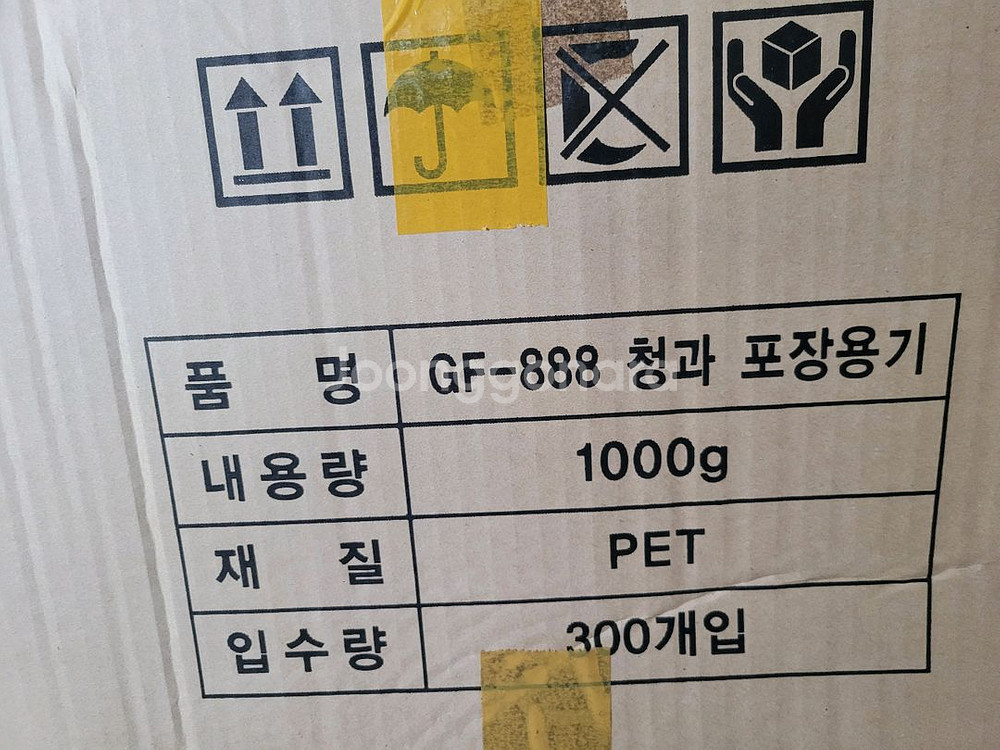 품 명 GF-888 청과 포장용기
내용량 1000g
재 질 PET
입수량 300개입
joonggonara